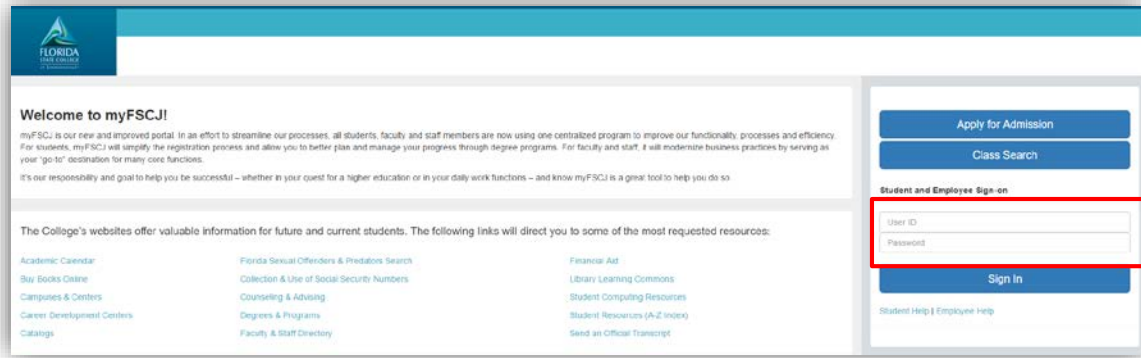 FLORIDA
STATE COLLEGE
Welcome to myFSCJ!
myFSCJ is our new and improved portal. In an effort to streamline our processes, all students, faculty and staff members are now using one centralized program to improve our functionality, processes and efficiency.
For students, myFSCJ will simplify the registration process and allow you to better plan and manage your progress through degree programs. For faculty and staff, it will modernize business practices by serving as
your "go-to" destination for many core functions.
It's our responsibility and goal to help you be successful – whether in your quest for a higher education or in your daily work functions – and know myFSCJ is a great tool to help you do so.
The College's websites offer valuable information for future and current students. The following links will direct you to some of the most requested resources:
Academic Calendar
Buy Books Online
Campuses & Centers
Career Development Centers
Catalogs
Florida Sexual Offenders & Predators Search
Collection & Use of Social Security Numbers
Counseling & Advising
Degrees & Programs
Faculty & Staff Directory
Financial Aid
Library Learning Commons
Student Computing Resources
Student Resources (A-Z Index)
Send an Official Transcript
Apply for Admission
Class Search
Student and Employee Sign-on
User ID
Password
Sign In
Student Help | Employee Help